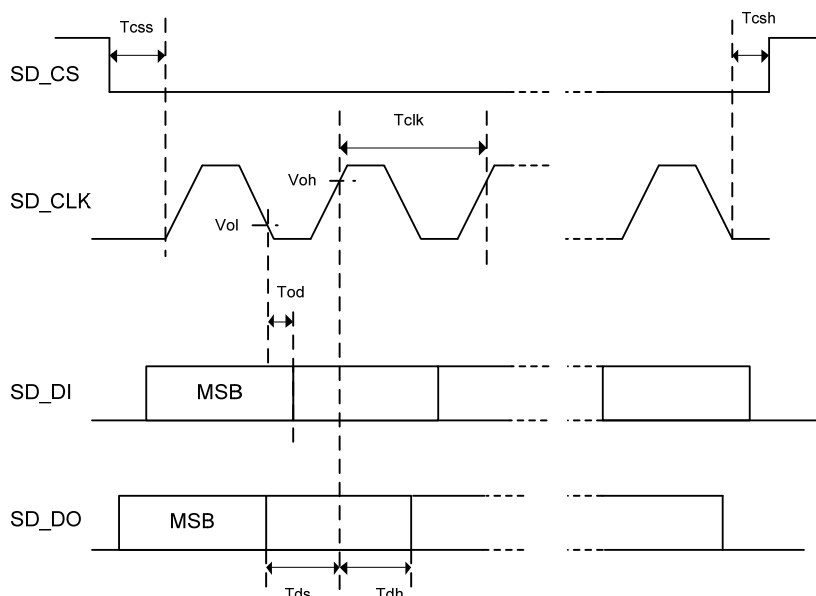 Tcss
Tcsh
SD_CS
Tclk
Voh
SD_CLK
Vol
Tod
SD_DI
MSB
SD_DO
MSB
Tds
Tdh